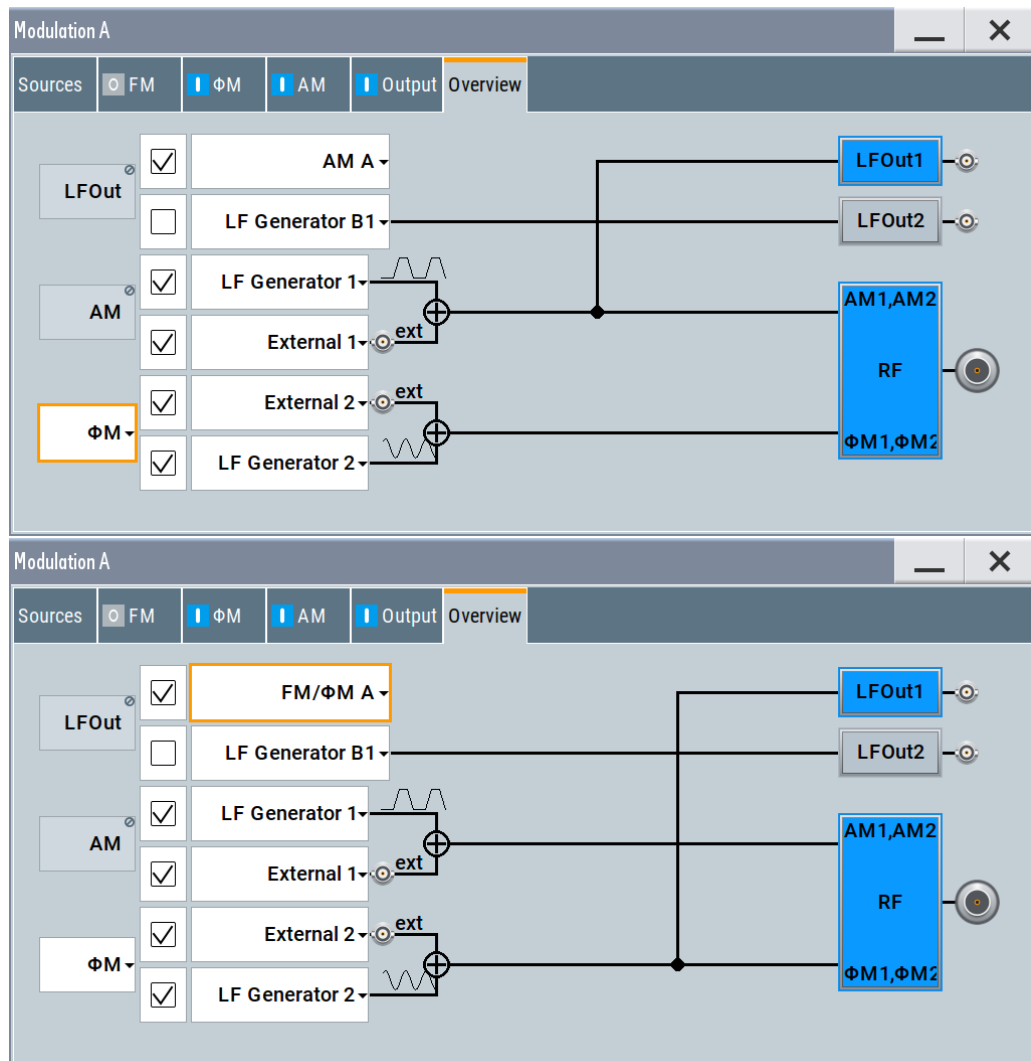 Modulation A
Sources O FM I ΦM I AM I Output Overview
AM A
LFOut1
LFOut
LF Generator B1
LFOut2
LF Generator 1
AM
AM1,AM2
External 1
ext
RF
External 2
ext
ΦM
LF Generator 2
ΦM1,ΦM2
Modulation A
Sources O FM I ΦM I AM I Output Overview
FM/ΦM A
LFOut1
LFOut
LF Generator B1
LFOut2
LF Generator 1
AM
AM1,AM2
External 1
ext
RF
External 2
ext
ΦM
LF Generator 2
ΦM1,ΦM2